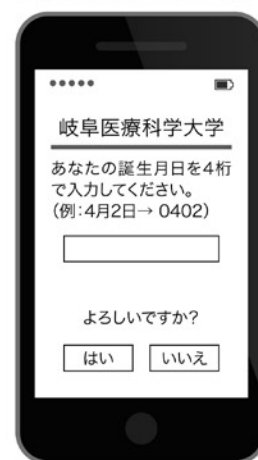 岐阜医療科学大学
あなたの誕生月日を4桁
で入力してください。
(例:4月2日→ 0402)
よろしいですか?
はい
いいえ